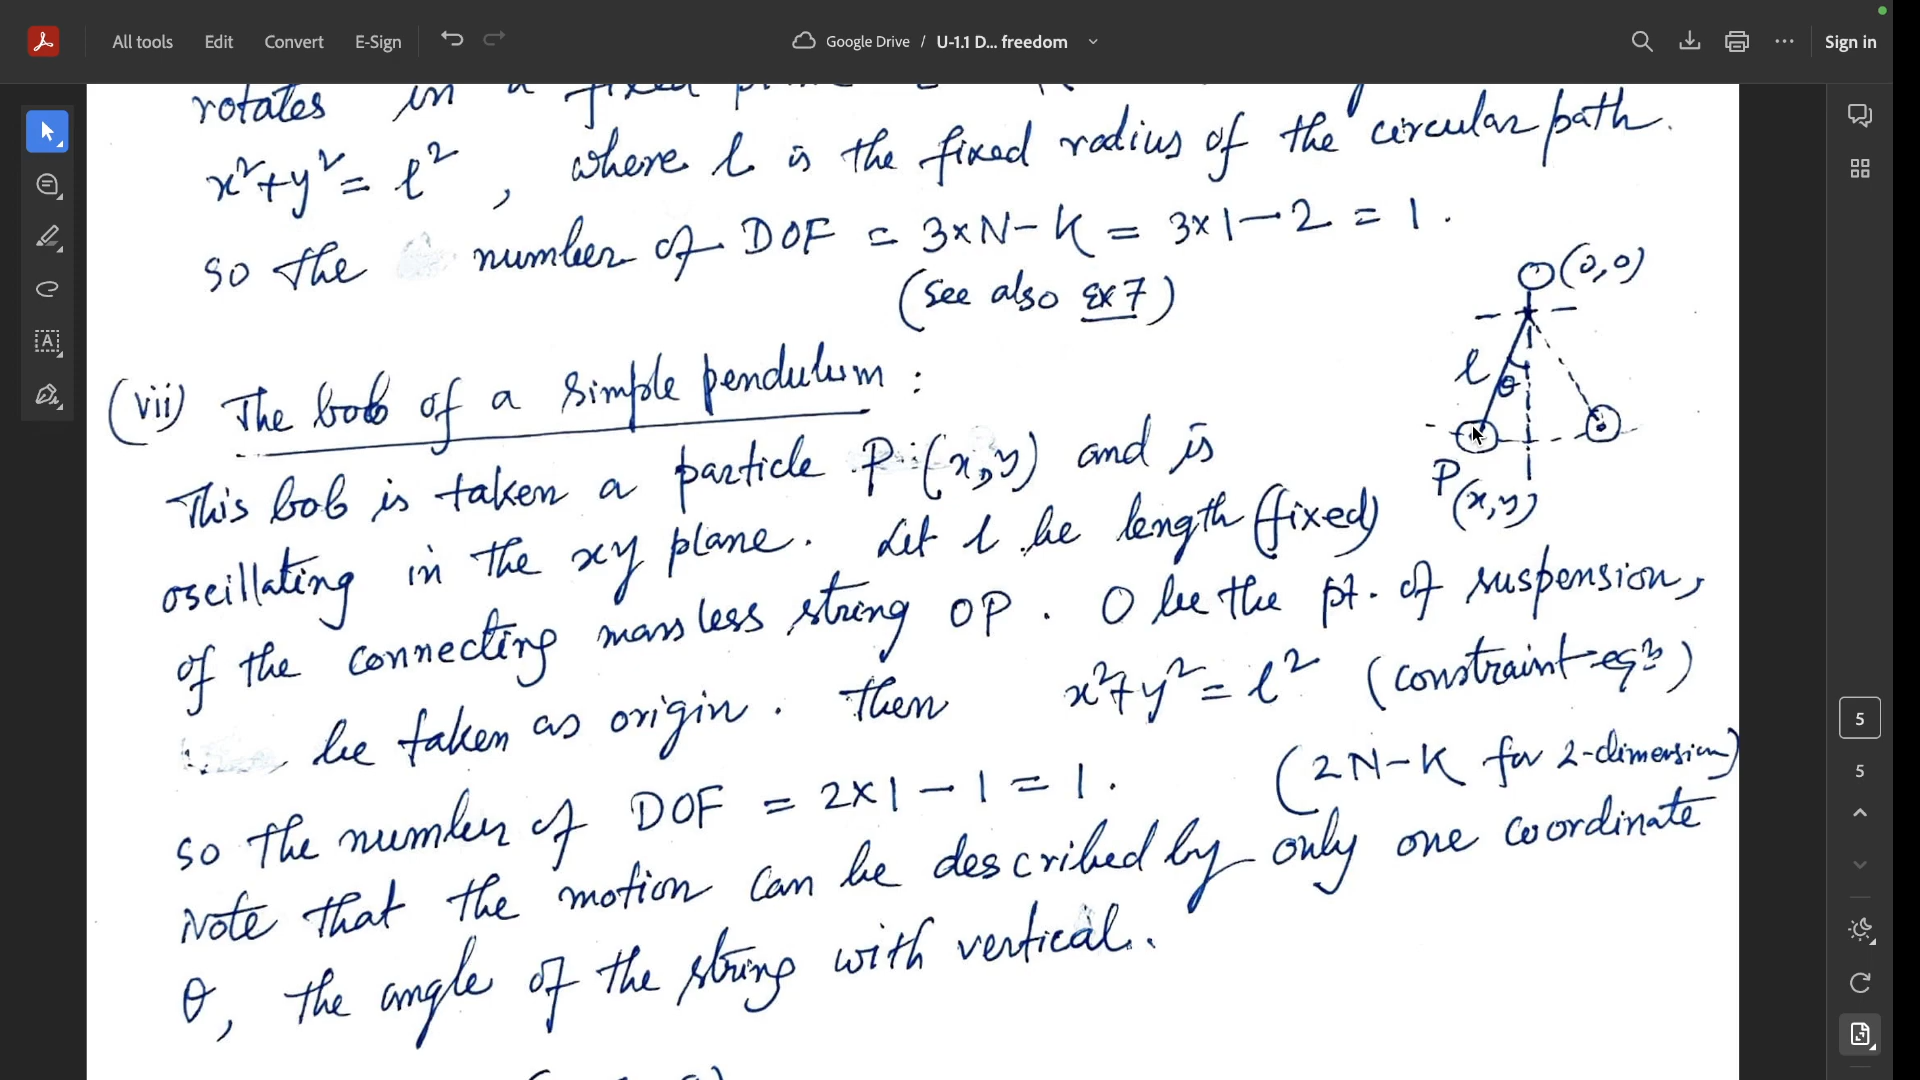 All tools Edit Convert E-Sign Google Drive / U-1.1 D... freedom Sign in
rotates in a fixed
x²+y² = l², where l is the fixed radius of the circular path.
so the number of DOF = 3×N-K = 3×1-2 = 1.
(see also Ex 7)
O(0,0)
l
θ
P
(x,y)
(vii) The bob of a simple pendulum :
This bob is taken a particle P:(x,y) and is
oscillating in the xy plane. Let l be length (fixed)
of the connecting mass less string OP. O be the pt. of suspension,
be taken as origin. Then x²+y² = l² (constraint eqn)
so the number of DOF = 2×1-1 = 1. (2N-K for 2-dimension)
Note that the motion can be described by only one coordinate
θ, the angle of the string with vertical.
5
5